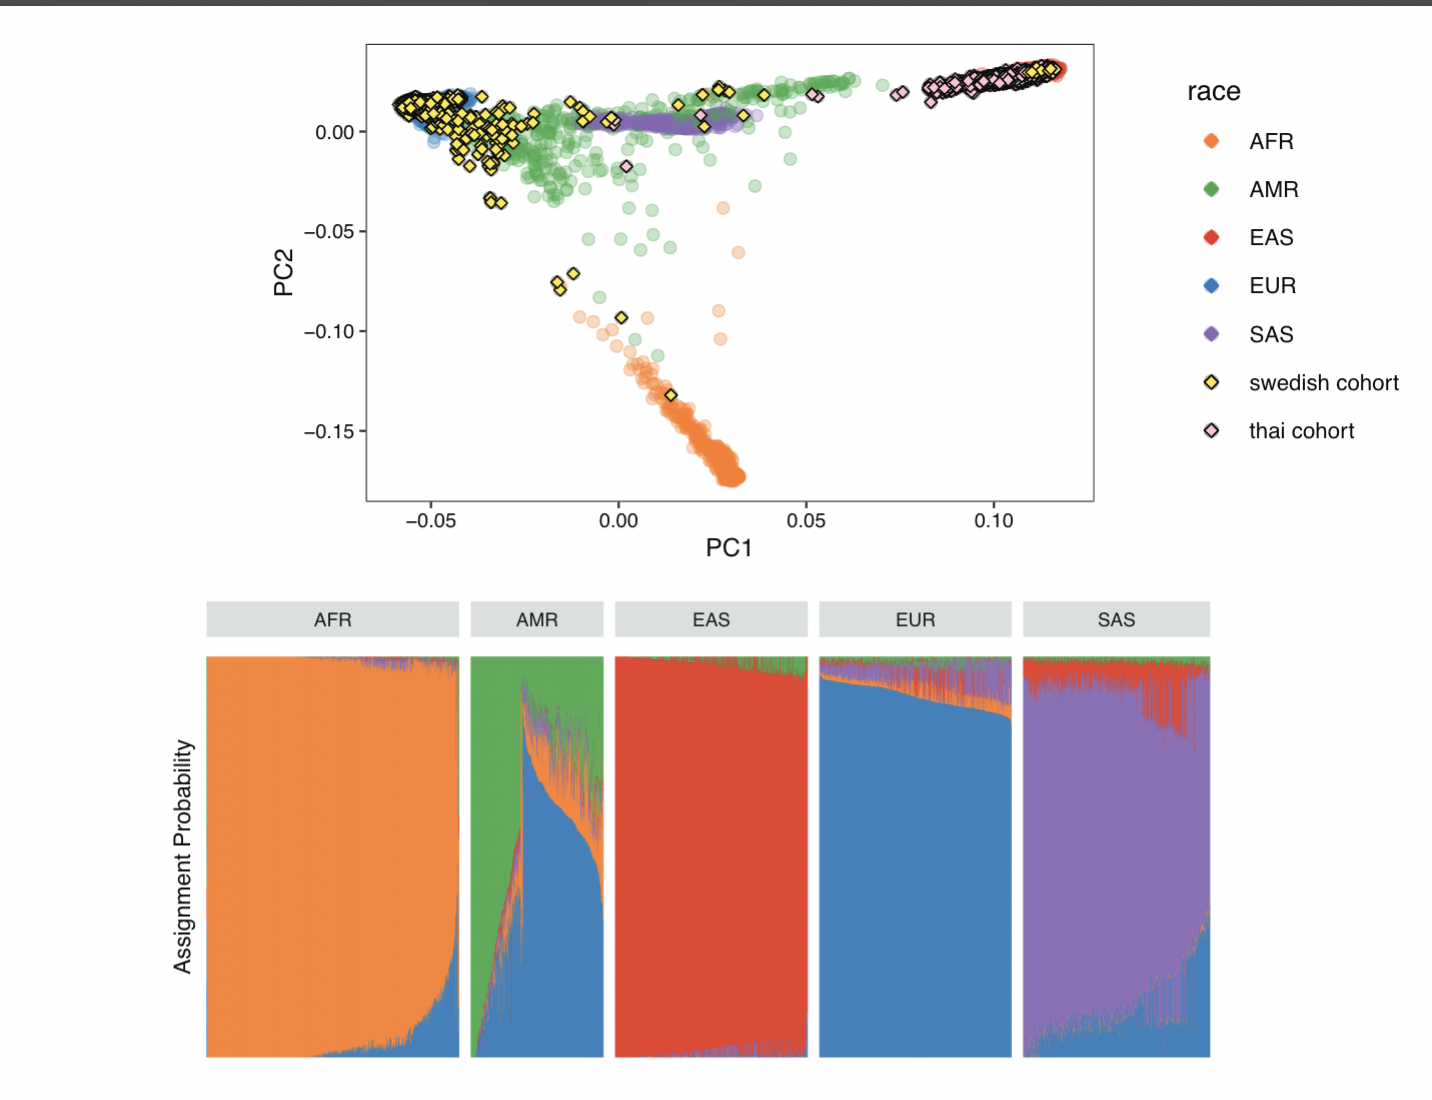 race
AFR
AMR
EAS
EUR
SAS
swedish cohort
thai cohort
PC2
0.00
−0.05
−0.10
−0.15
−0.05 0.00 0.05 0.10
PC1
AFR AMR EAS EUR SAS
Assignment Probability